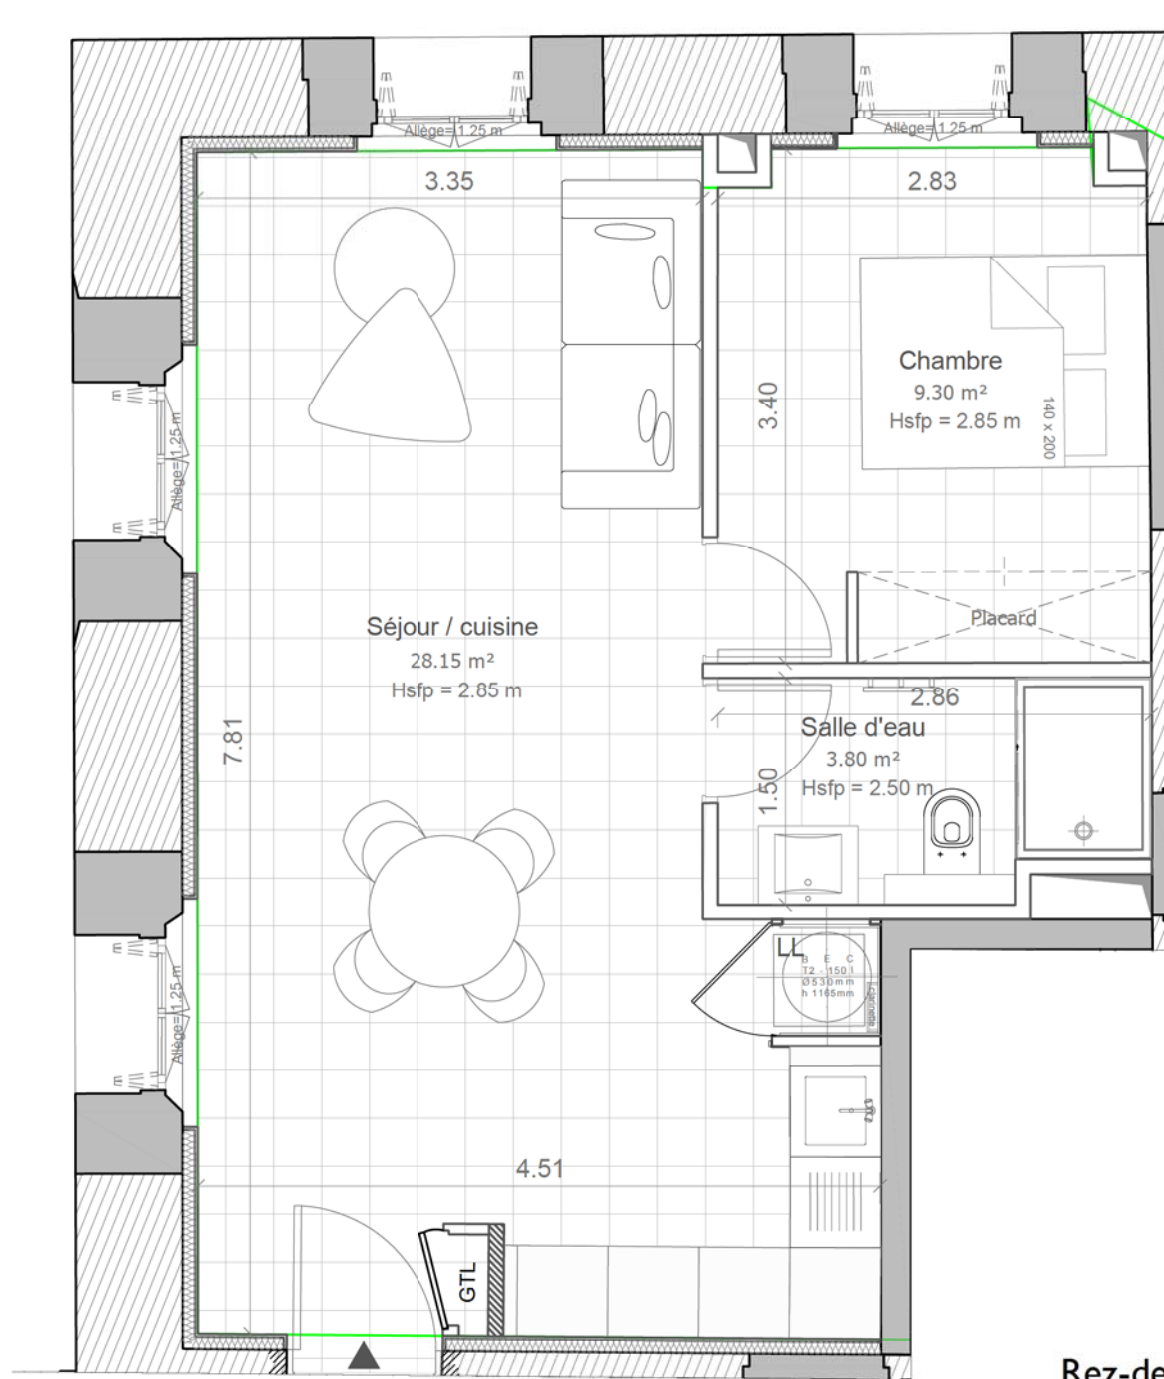 Allège= 1.25 m
Allège= 1.25 m
3.35
2.83
Chambre
9.30 m²
Hsfp = 2.85 m
140 x 200
3.40
Allège= 1.25 m
Placard
Séjour / cuisine
28.15 m²
Hsfp = 2.85 m
2.86
Salle d'eau
3.80 m²
Hsfp = 2.50 m
1.50
7.81
LL
B E C
T2 - 150 l
Ø530mm
h 1165mm
Allège= 1.25 m
4.51
GTL
Rez-de